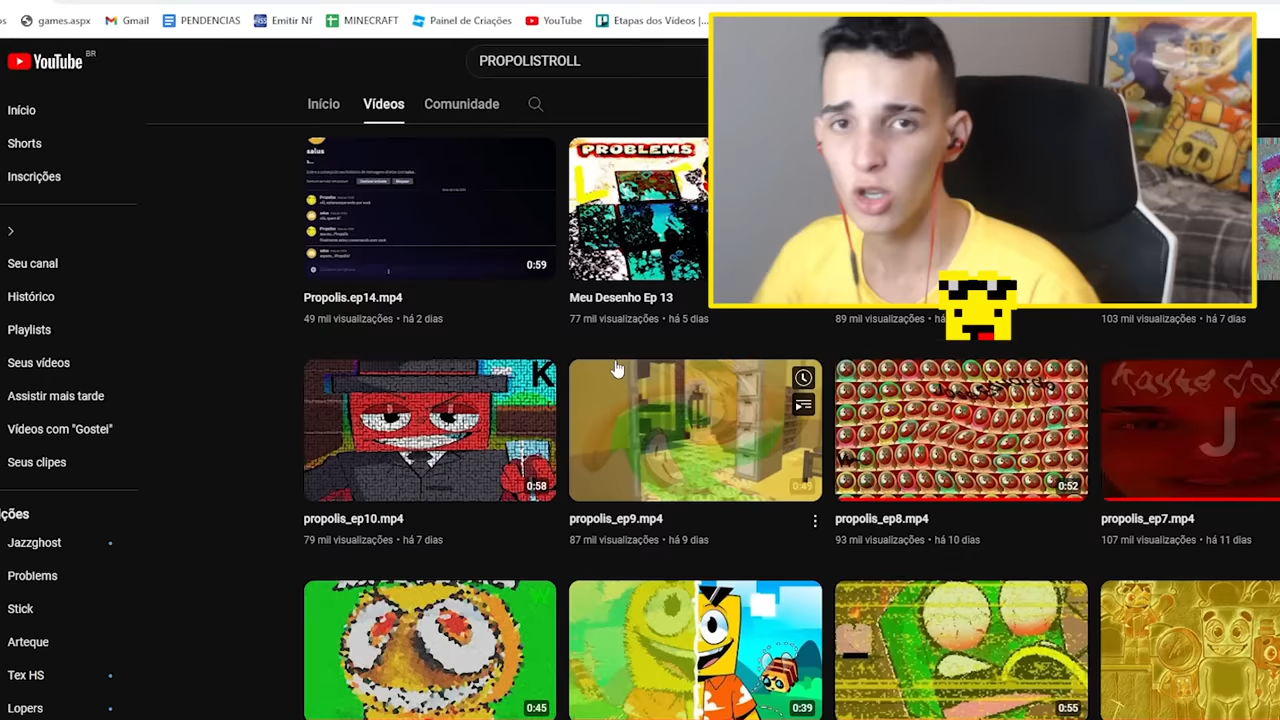 games.aspx
Gmail
PENDENCIAS
Emitir Nf
MINECRAFT
Painel de Criações
YouTube
Etapas dos Vídeos |...
YouTube BR
PROPOLISTROLL
Início
Shorts
Inscrições
Seu canal
Histórico
Playlists
Seus vídeos
Assistir mais tarde
Vídeos com "Gostei"
Seus clipes
ções
Jazzghost
Problems
Stick
Arteque
Tex HS
Lopers
Início
Vídeos
Comunidade
salus
0:59
PROBLEMS
Propolis.ep14.mp4
Meu Desenho Ep 13
49 mil visualizações • há 2 dias
77 mil visualizações • há 5 dias
89 mil visualizações • há
103 mil visualizações • há 7 dias
K
0:58
0:49
0:52
J
propolis_ep10.mp4
propolis_ep9.mp4
propolis_ep8.mp4
propolis_ep7.mp4
79 mil visualizações • há 7 dias
87 mil visualizações • há 9 dias
93 mil visualizações • há 10 dias
107 mil visualizações • há 11 dias
0:45
0:39
0:55